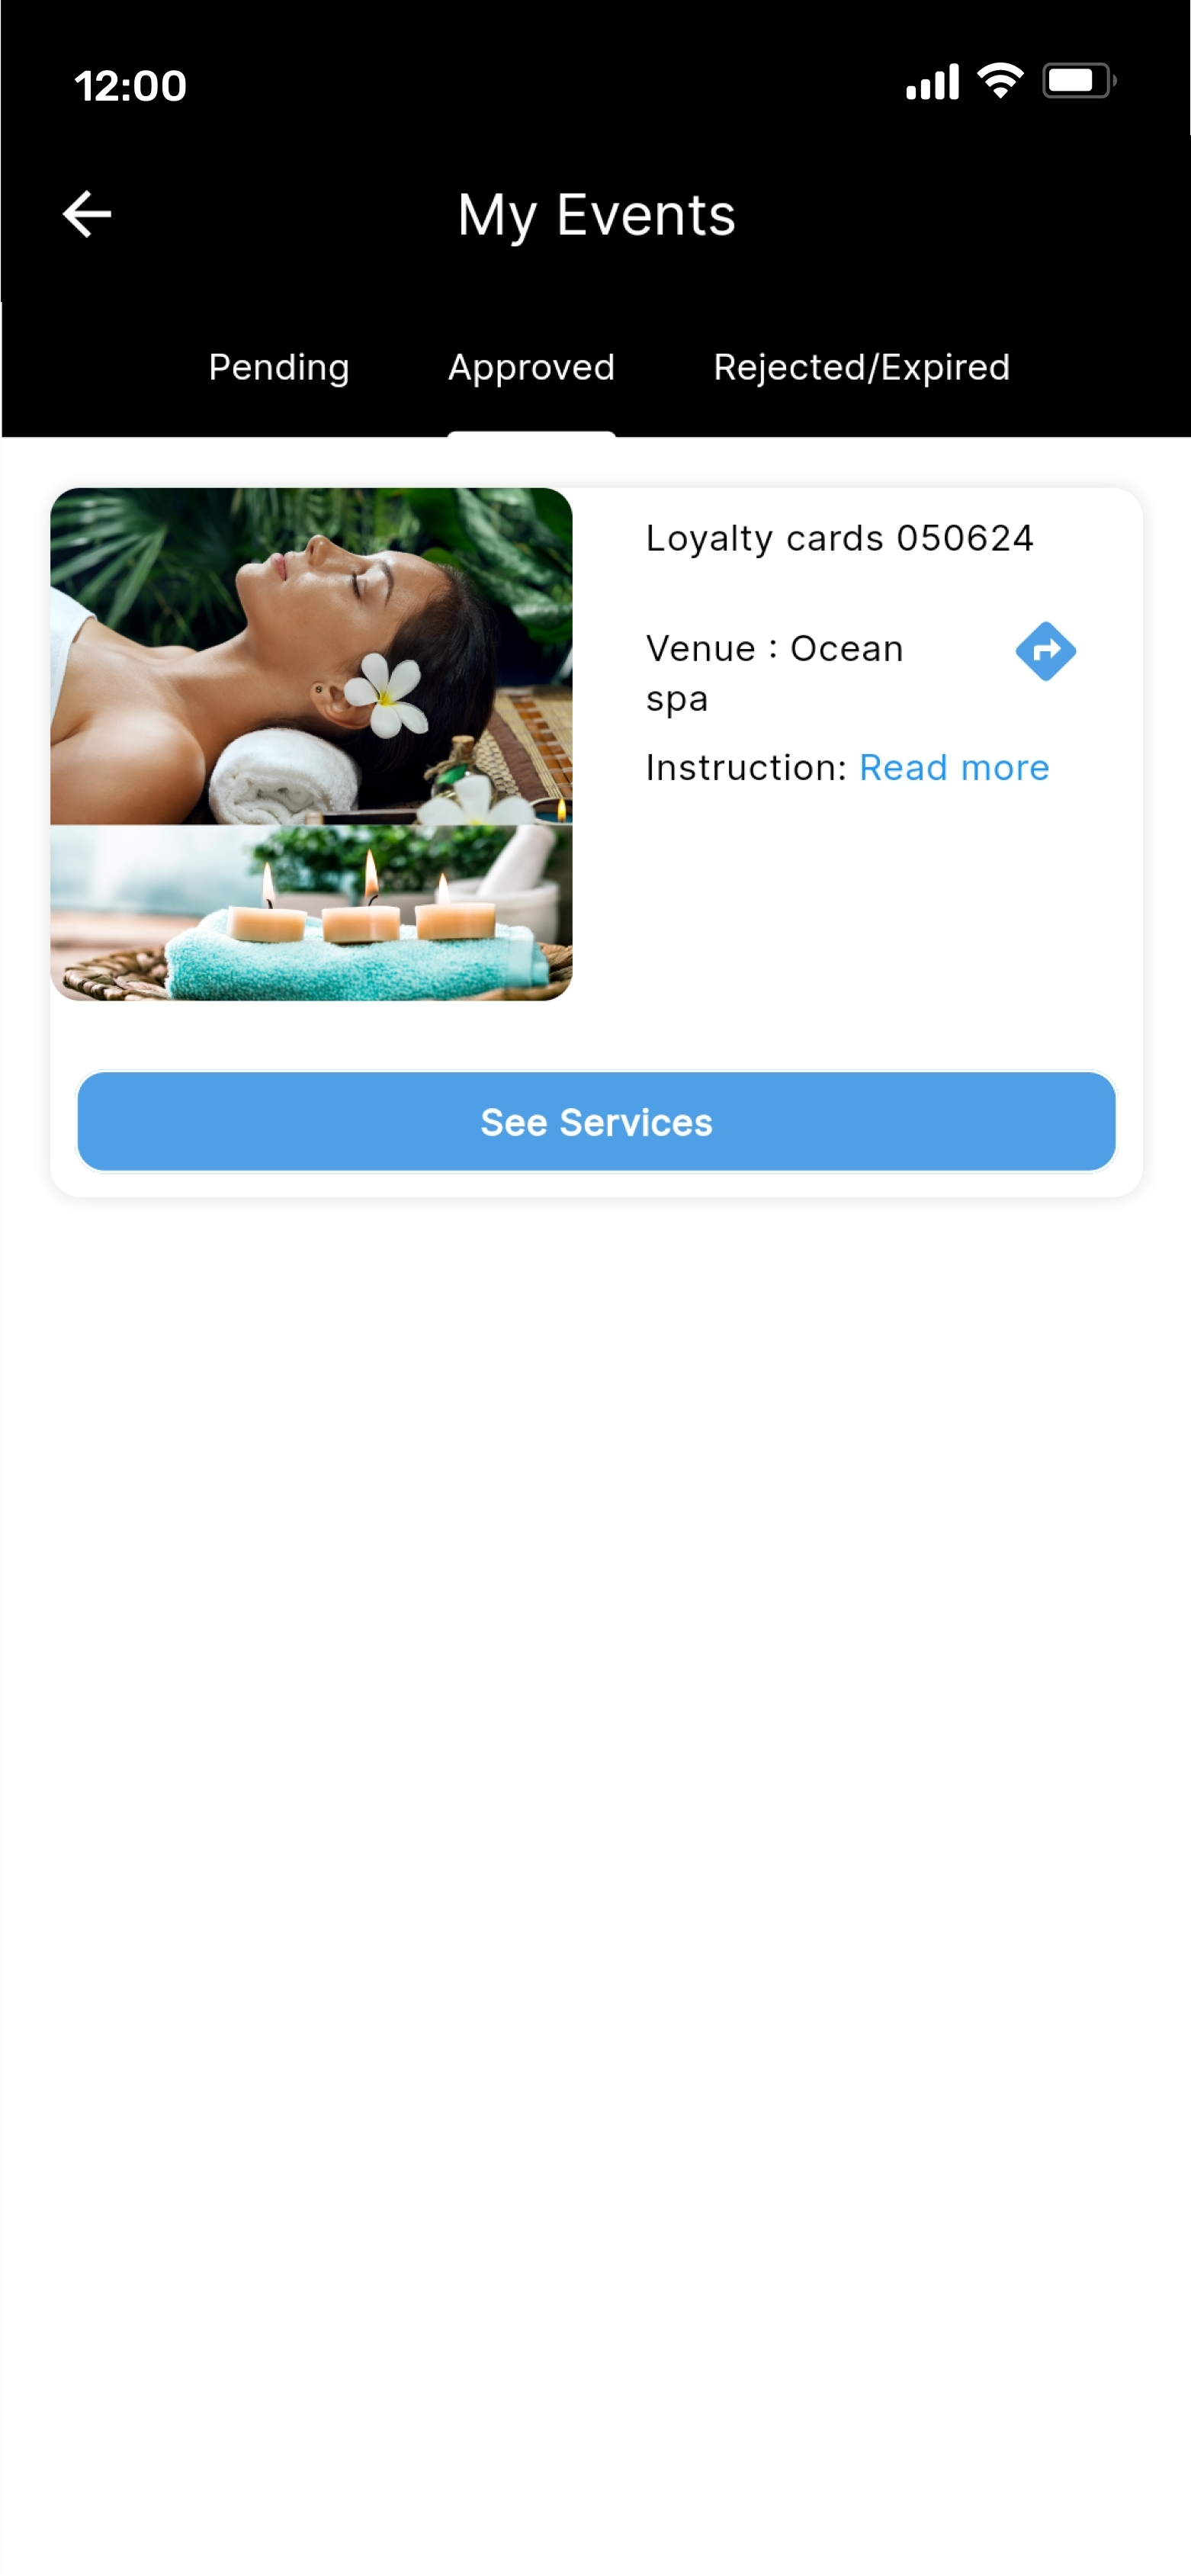 12:00
My Events
Pending Approved Rejected/Expired
Loyalty cards 050624
Venue : Ocean
spa
Instruction: Read more
See Services